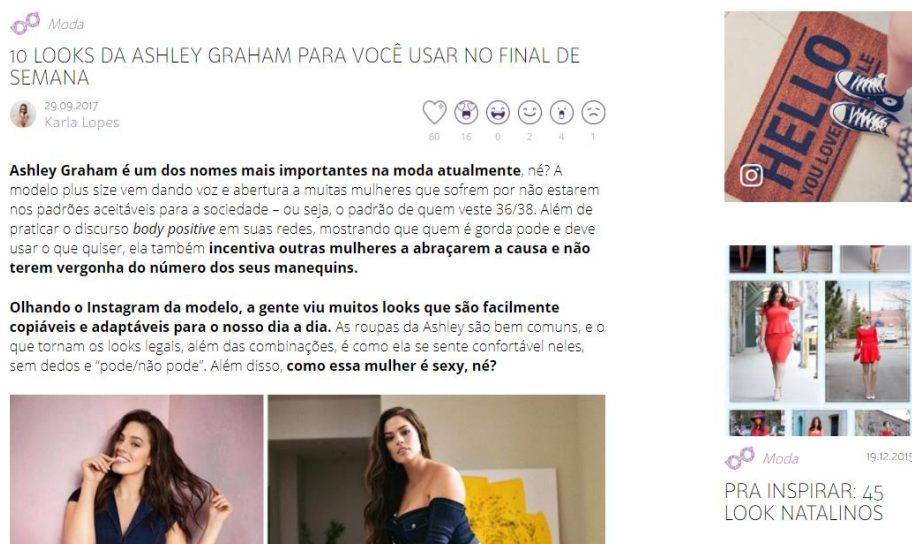 Moda
10 LOOKS DA ASHLEY GRAHAM PARA VOCÊ USAR NO FINAL DE
SEMANA
29.09.2017
Karla Lopes
60 16 0 2 4 1
Ashley Graham é um dos nomes mais importantes na moda atualmente, né? A
modelo plus size vem dando voz e abertura a muitas mulheres que sofrem por não estarem
nos padrões aceitáveis para a sociedade – ou seja, o padrão de quem veste 36/38. Além de
praticar o discurso body positive em suas redes, mostrando que quem é gorda pode e deve
usar o que quiser, ela também incentiva outras mulheres a abraçarem a causa e não
terem vergonha do número dos seus manequins.
Olhando o Instagram da modelo, a gente viu muitos looks que são facilmente
copiáveis e adaptáveis para o nosso dia a dia. As roupas da Ashley são bem comuns, e o
que tornam os looks legais, além das combinações, é como ela se sente confortável neles,
sem dedos e “pode/não pode”. Além disso, como essa mulher é sexy, né?
HELLO
YOU LOVE
Moda
19.12.2015
PRA INSPIRAR: 45
LOOK NATALINOS